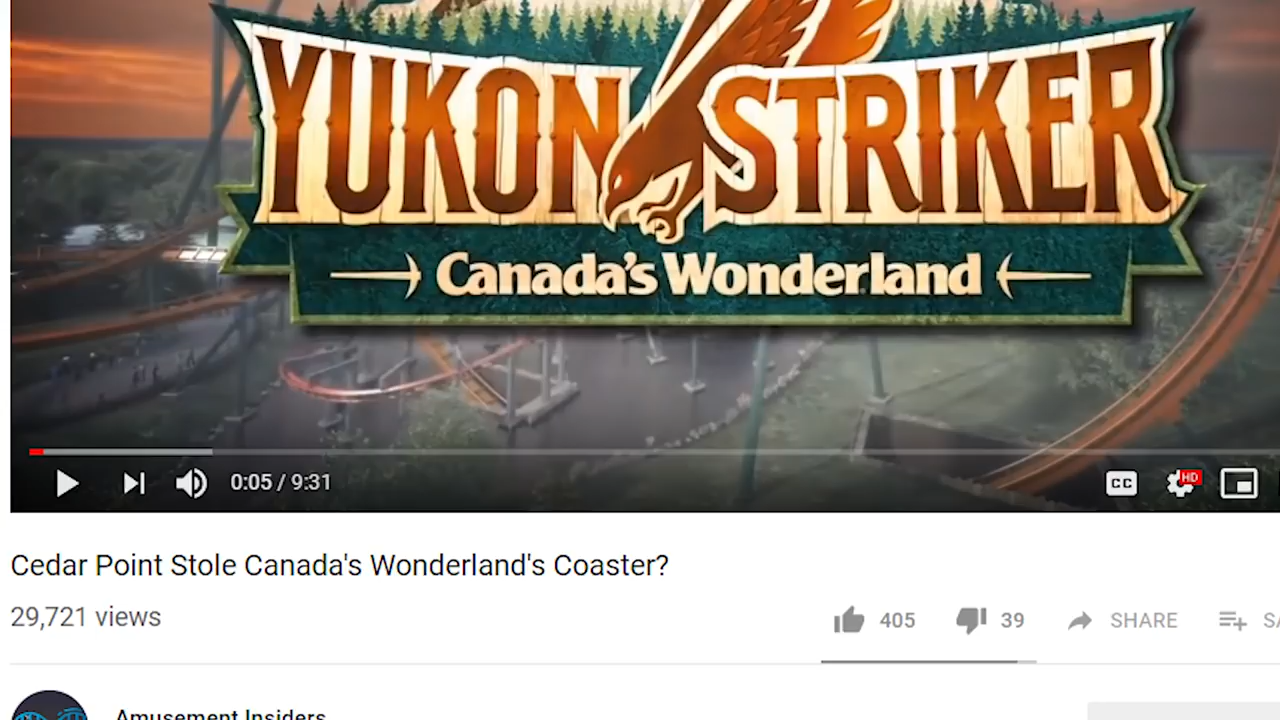 YUKON STRIKER
Canada's Wonderland
0:05 / 9:31
CC
HD
Cedar Point Stole Canada's Wonderland's Coaster?
29,721 views
405
39
SHARE
SA
Amusement Insiders